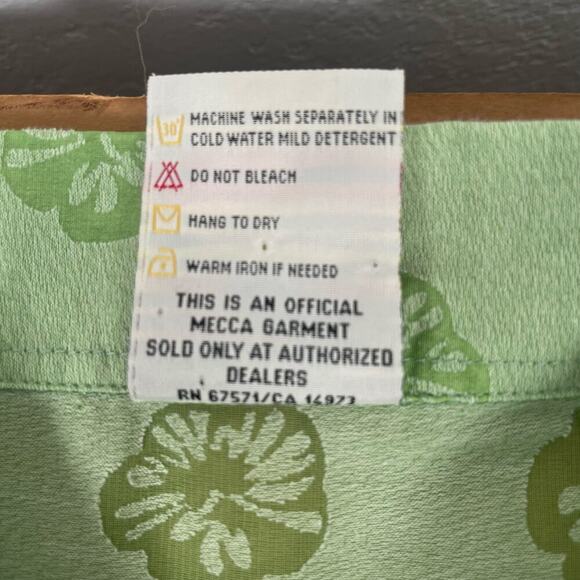 30°
MACHINE WASH SEPARATELY IN
COLD WATER MILD DETERGENT
DO NOT BLEACH
HANG TO DRY
WARM IRON IF NEEDED
THIS IS AN OFFICIAL
MECCA GARMENT
SOLD ONLY AT AUTHORIZED
DEALERS
RN 67571/CA 14973